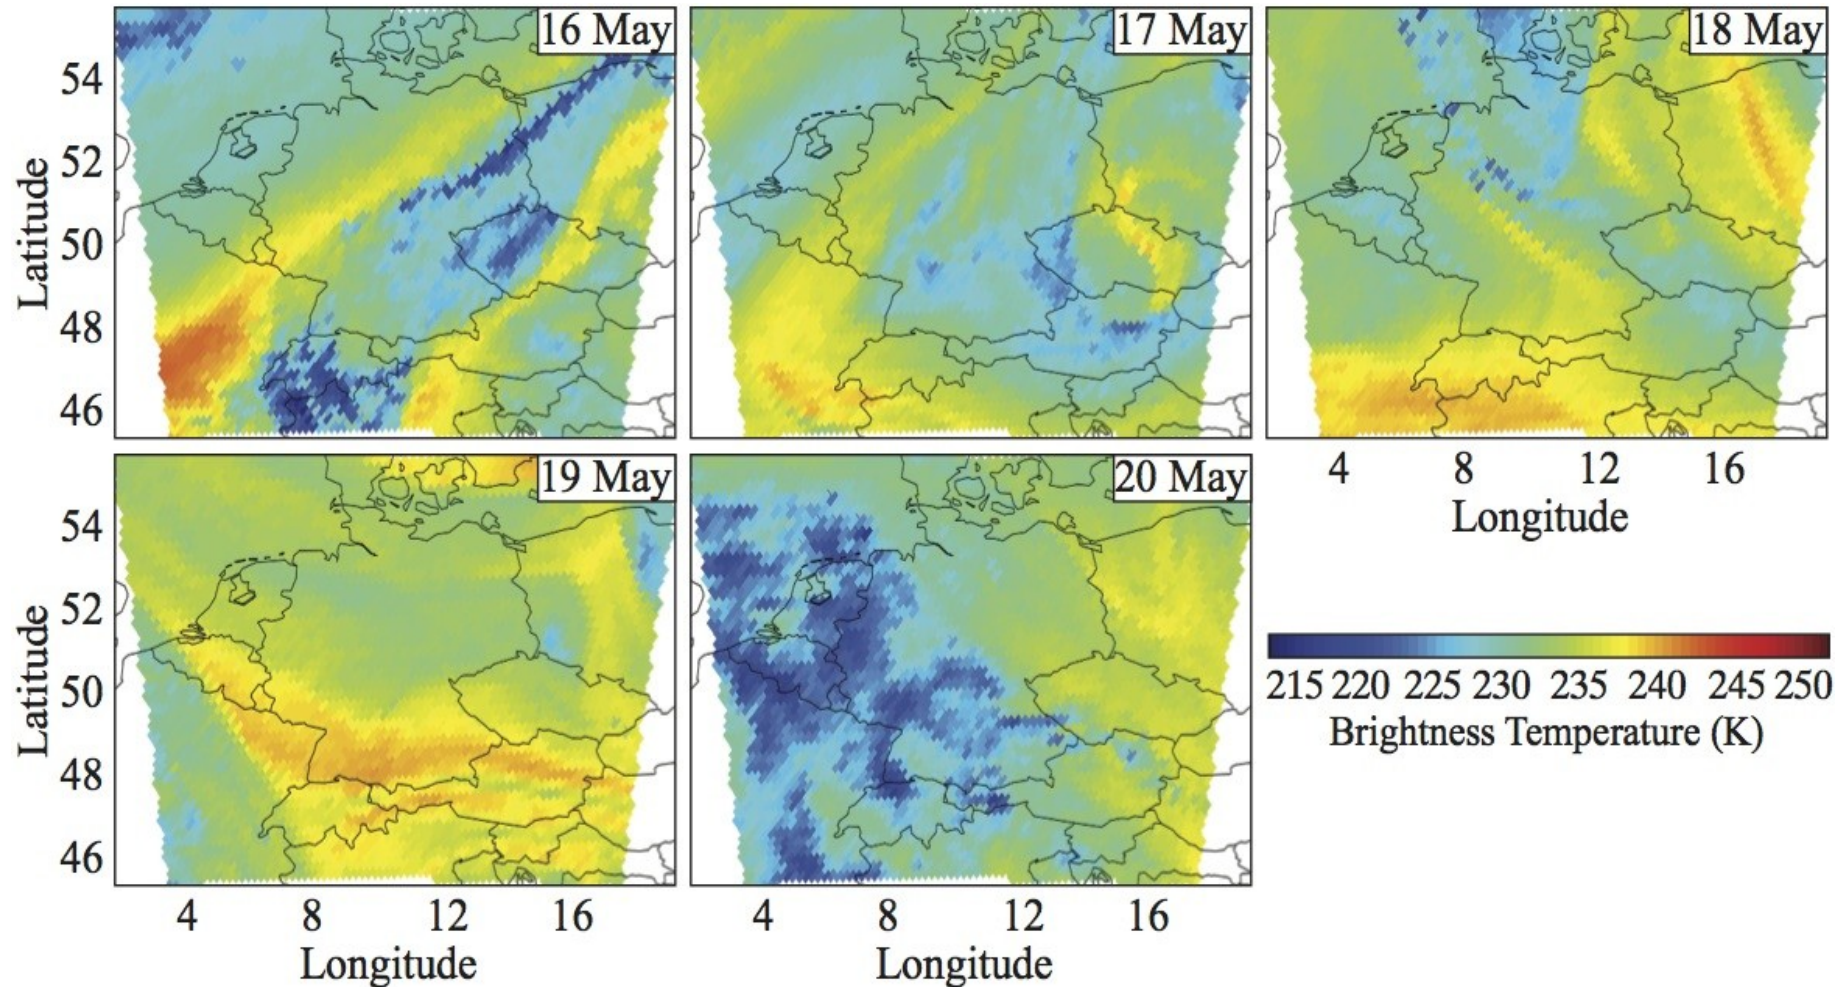 16 May
17 May
18 May
Latitude
54
52
50
48
46
4 8 12 16
Longitude
19 May
20 May
Latitude
54
52
50
48
46
4 8 12 16
Longitude
4 8 12 16
Longitude
215 220 225 230 235 240 245 250
Brightness Temperature (K)